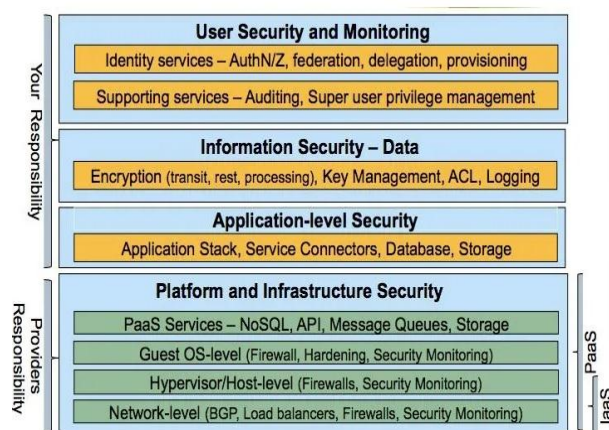 User Security and Monitoring
Identity services – AuthN/Z, federation, delegation, provisioning
Supporting services – Auditing, Super user privilege management
Information Security – Data
Encryption (transit, rest, processing), Key Management, ACL, Logging
Application-level Security
Application Stack, Service Connectors, Database, Storage
Your Responsibility
Platform and Infrastructure Security
PaaS Services – NoSQL, API, Message Queues, Storage
Guest OS-level (Firewall, Hardening, Security Monitoring)
Hypervisor/Host-level (Firewalls, Security Monitoring)
Network-level (BGP, Load balancers, Firewalls, Security Monitoring)
Providers
Responsibility
PaaS
IaaS